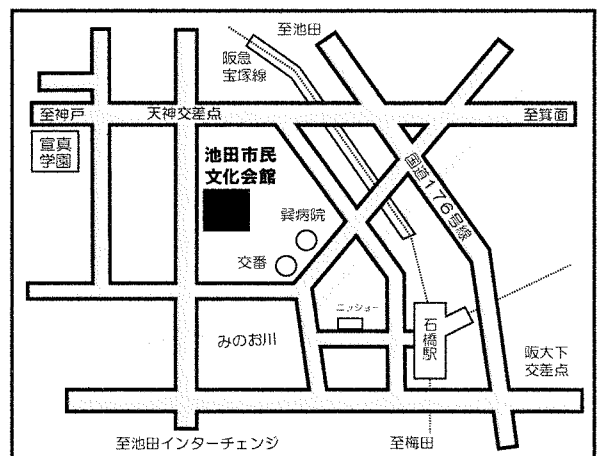 至池田
阪急
宝塚線
至神戸
天神交差点
至箕面
宣真
学園
池田市民
文化会館
国道176号線
巽病院
交番
ニッショー
みのお川
石橋駅
阪大下
交差点
至池田インターチェンジ
至梅田